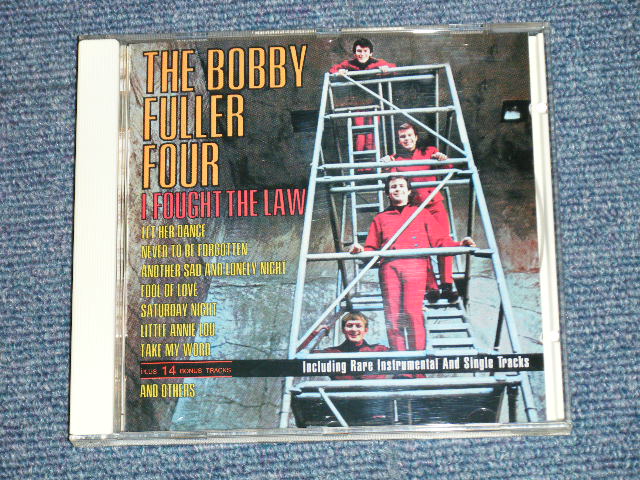 THE BOBBY
FULLER
FOUR
I FOUGHT THE LAW
LET HER DANCE
NEVER TO BE FORGOTTEN
ANOTHER SAD AND LONELY NIGHT
FOOL OF LOVE
SATURDAY NIGHT
LITTLE ANNIE LOU
TAKE MY WORD
PLUS 14 BONUS TRACKS
Including Rare Instrumental And Single Tracks
AND OTHERS